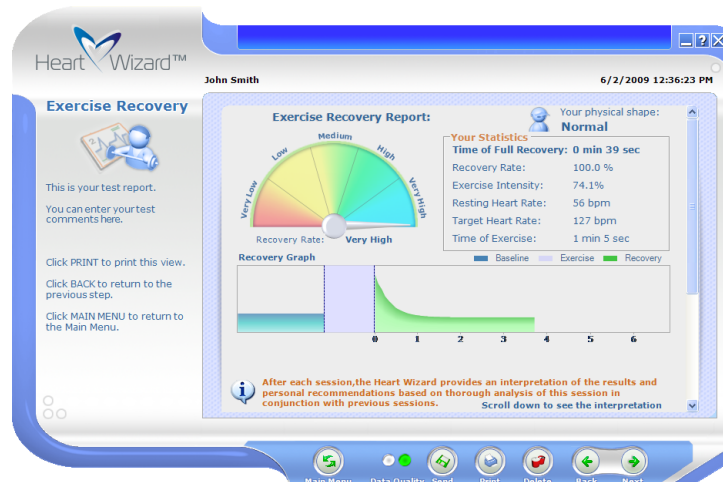 Heart Wizard™
John Smith
6/2/2009 12:36:23 PM
Exercise Recovery
This is your test report.
You can enter your test
comments here.
Click PRINT to print this view.
Click BACK to return to the
previous step.
Click MAIN MENU to return to
the Main Menu.
Exercise Recovery Report:
Your physical shape:
Normal
Very Low
Low
Medium
High
Very High
Recovery Rate: Very High
Your Statistics
Time of Full Recovery: 0 min 39 sec
Recovery Rate: 100.0 %
Exercise Intensity: 74.1%
Resting Heart Rate: 56 bpm
Target Heart Rate: 127 bpm
Time of Exercise: 1 min 5 sec
Recovery Graph
Baseline Exercise Recovery
0 1 2 3 4 5 6
After each session,the Heart Wizard provides an interpretation of the results and
personal recommendations based on thorough analysis of this session in
conjunction with previous sessions.
Scroll down to see the interpretation
Main Menu Data Quality Send Print Delete Back Next